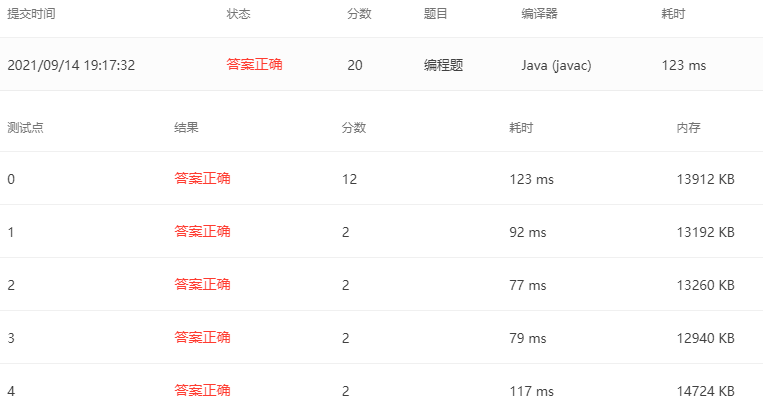 提交时间 状态 分数 题目 编译器 耗时
2021/09/14 19:17:32 答案正确 20 编程题 Java (javac) 123 ms
测试点 结果 分数 耗时 内存
0 答案正确 12 123 ms 13912 KB
1 答案正确 2 92 ms 13192 KB
2 答案正确 2 77 ms 13260 KB
3 答案正确 2 79 ms 12940 KB
4 答案正确 2 117 ms 14724 KB